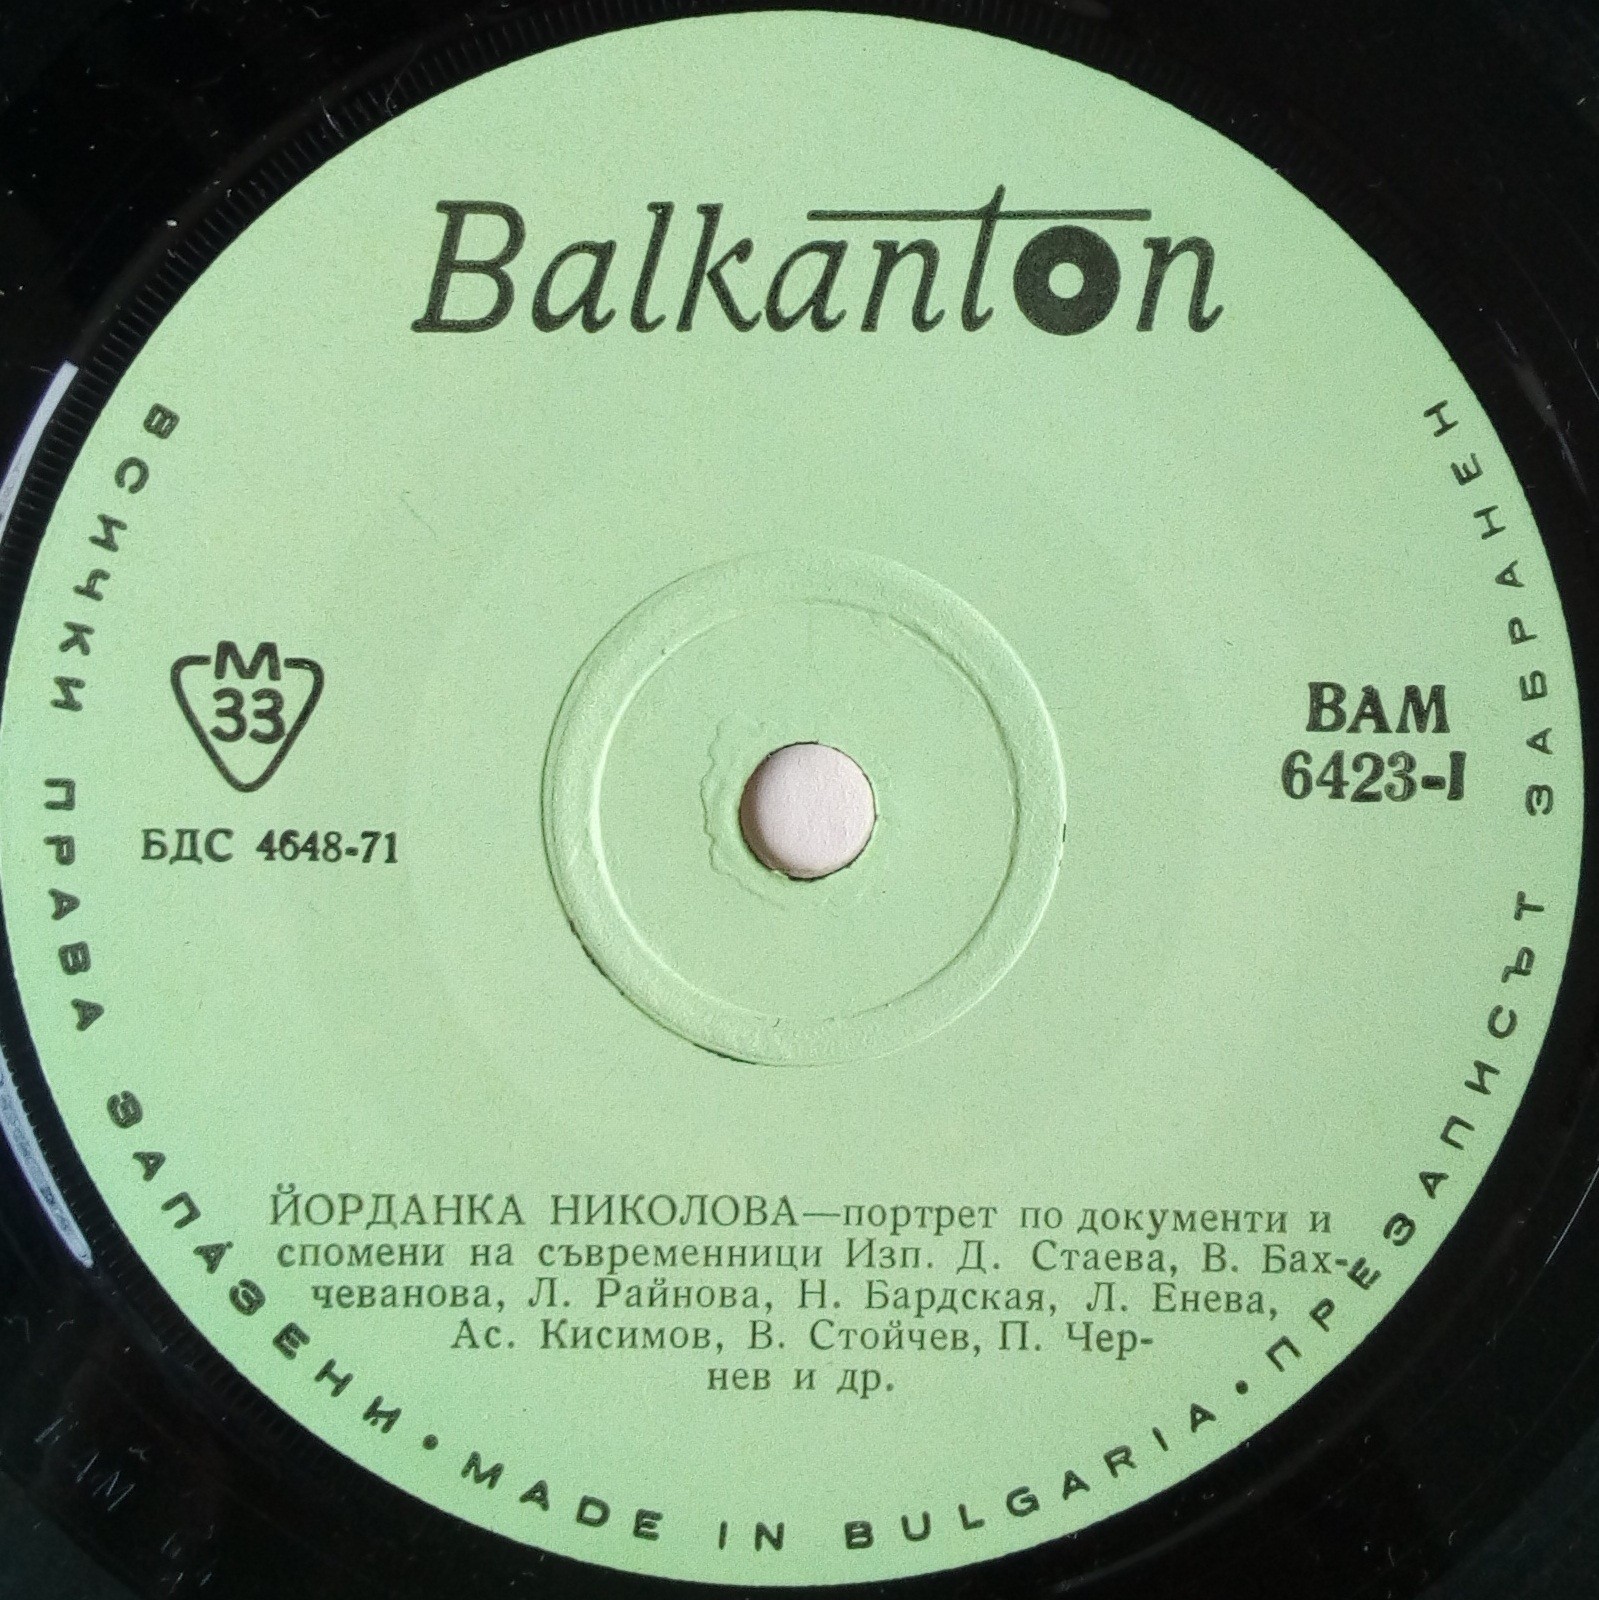 Balkanton
М
33
БДС 4648-71
ВАМ
6423-I
ЙОРДАНКА НИКОЛОВА—портрет по документи и
спомени на съвременници Изп. Д. Стаева, В. Бах-
чеванова, Л. Райнова, Н. Бардская, Л. Енева,
Ас. Кисимов, В. Стойчев, П. Чер-
нев и др.
ВСИЧКИ ПРАВА ЗАПАЗЕНИ • MADE IN BULGARIA • ПРЕЗАПИСЪТ ЗАБРАНЕН